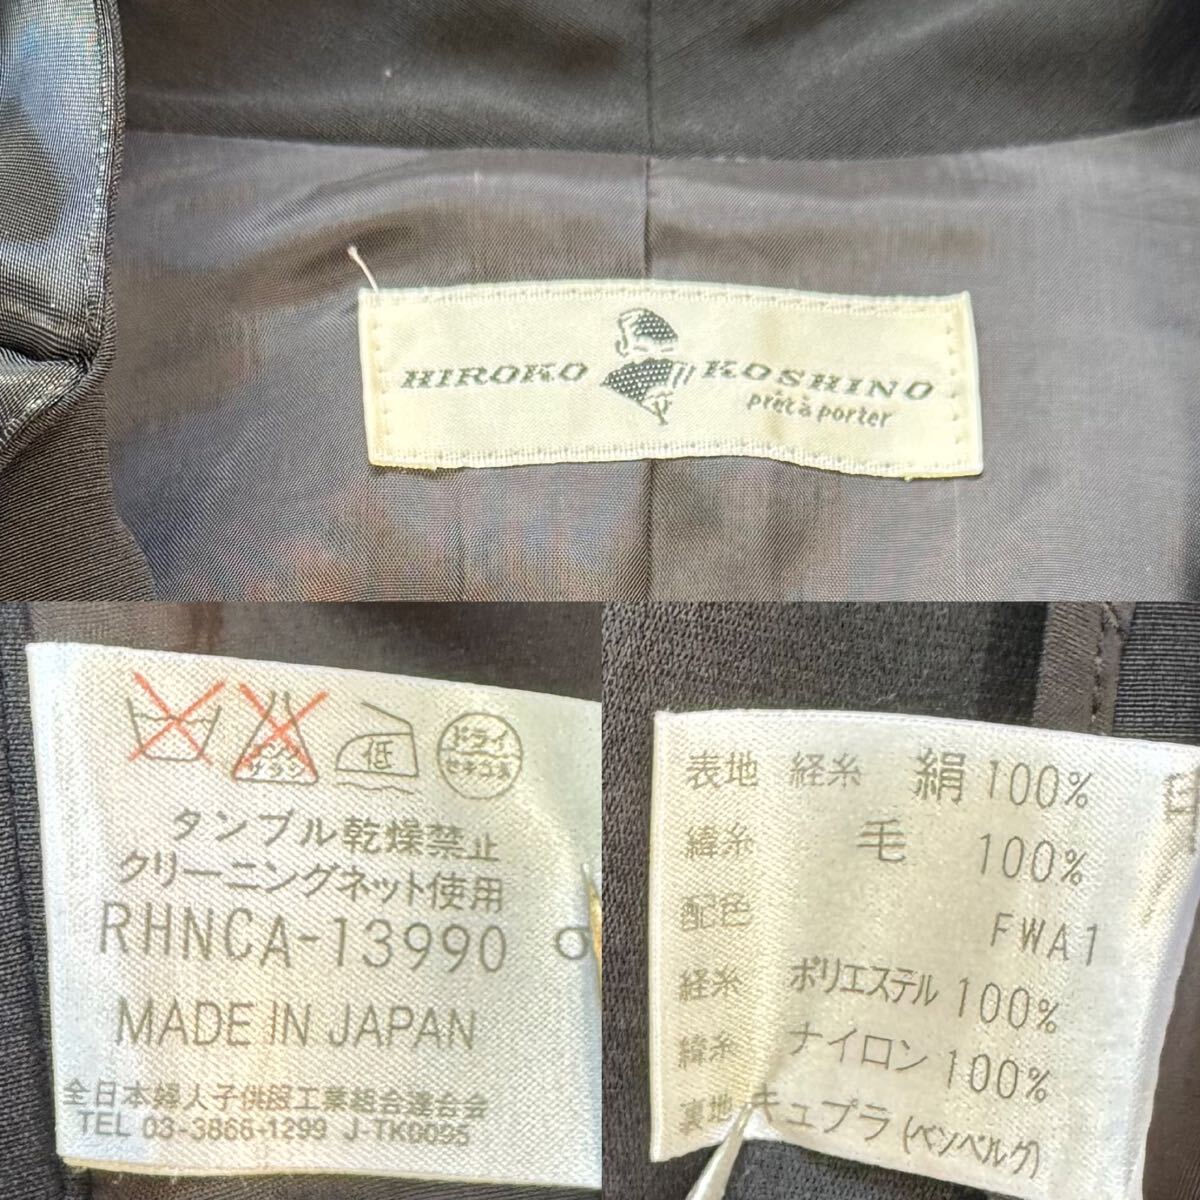 HIROKO KOSHINO
prêt à porter
低
ドライ
セキユ系
タンブル乾燥禁止
クリーニングネット使用
RHNCA-13990
MADE IN JAPAN
全日本婦人子供服工業組合連合会
TEL 03-3866-1299 J-TK0095
表地 経糸 絹 100%
緯糸 毛 100%
配色 FWA1
経糸 ポリエステル 100%
緯糸 ナイロン 100%
裏地 キュプラ(ベンベルグ)